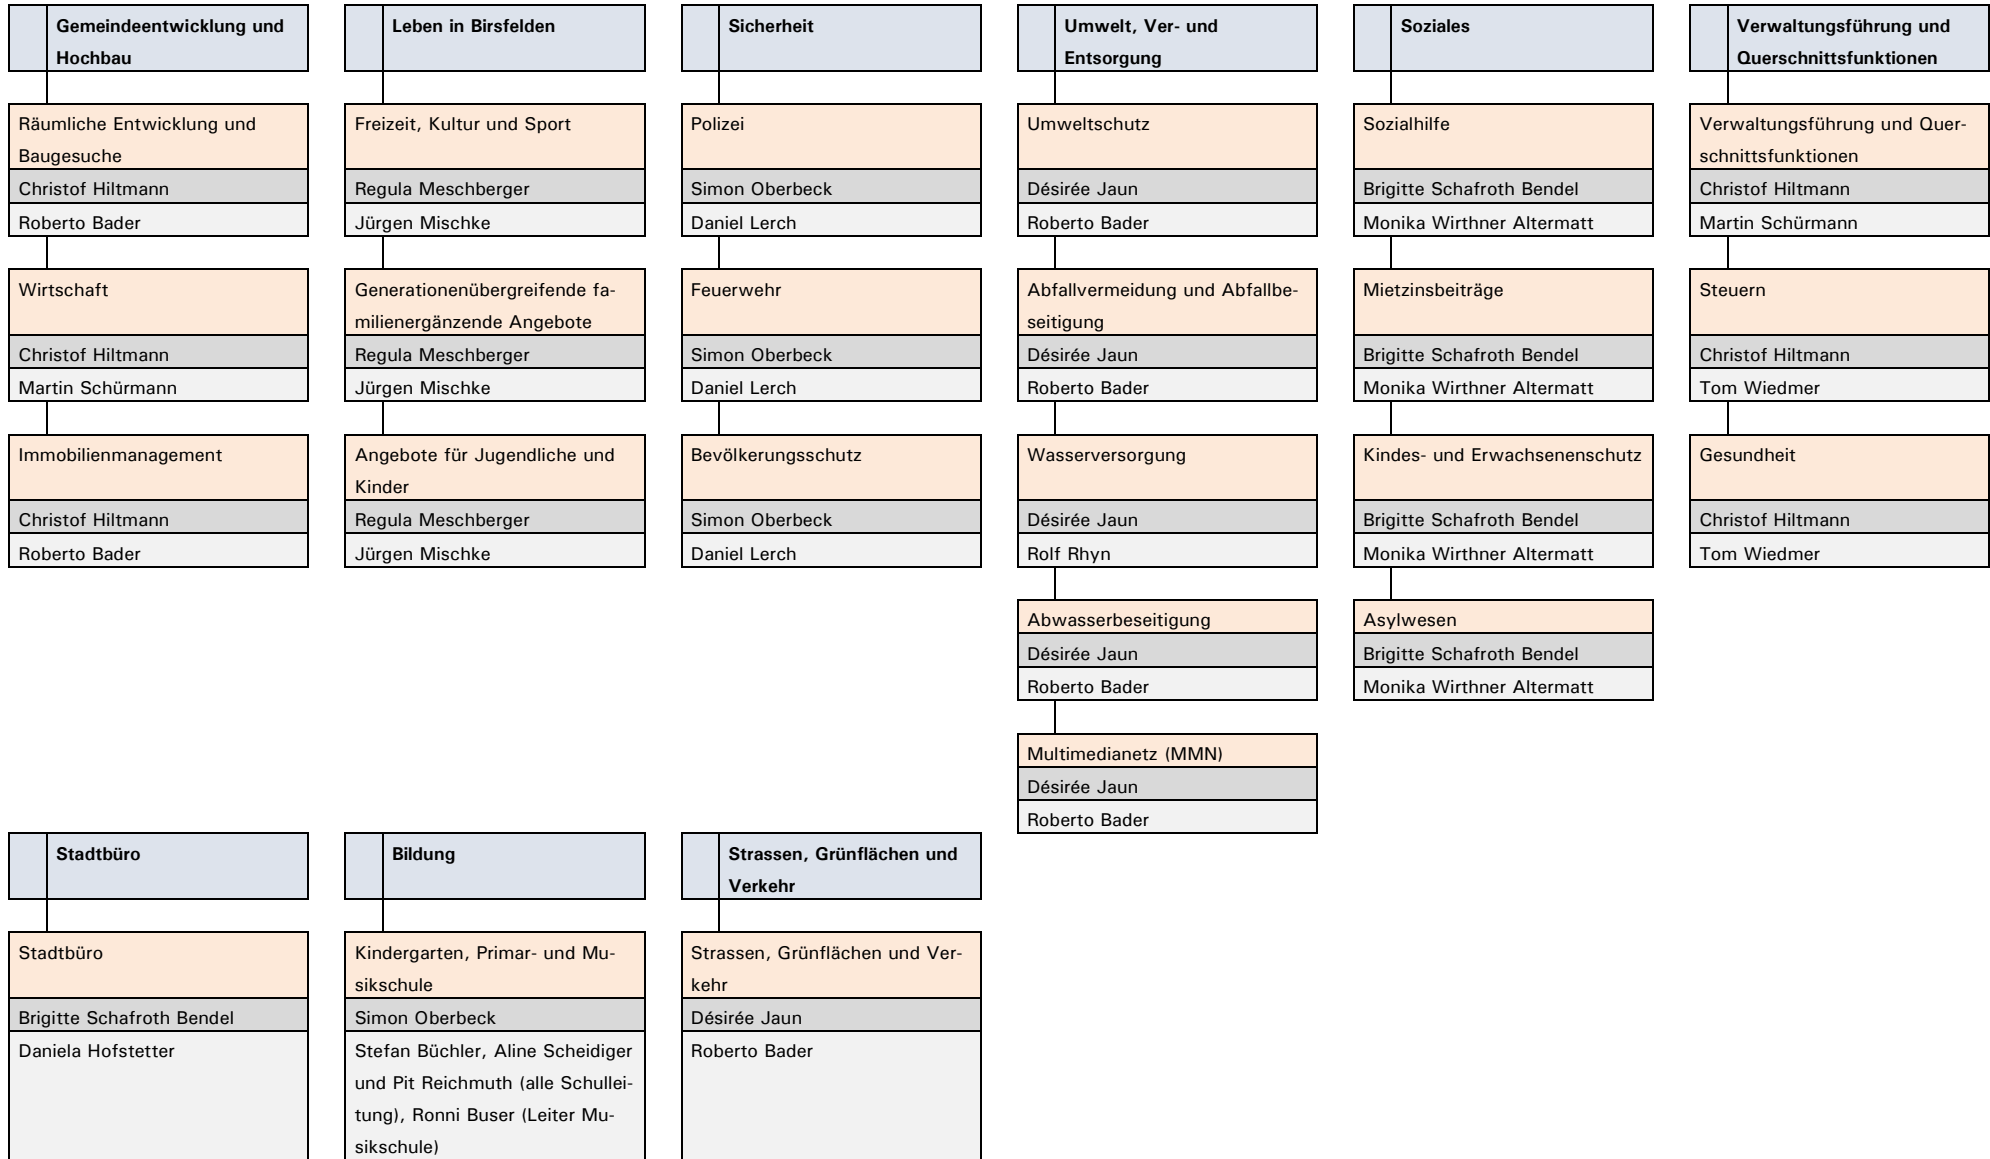 Gemeindeentwicklung und
Hochbau
Räumliche Entwicklung und
Baugesuche
Christof Hiltmann
Roberto Bader
Wirtschaft
Christof Hiltmann
Martin Schürmann
Immobilienmanagement
Christof Hiltmann
Roberto Bader
Leben in Birsfelden
Freizeit, Kultur und Sport
Regula Meschberger
Jürgen Mischke
Generationenübergreifende fa-
milienergänzende Angebote
Regula Meschberger
Jürgen Mischke
Angebote für Jugendliche und
Kinder
Regula Meschberger
Jürgen Mischke
Sicherheit
Polizei
Simon Oberbeck
Daniel Lerch
Feuerwehr
Simon Oberbeck
Daniel Lerch
Bevölkerungsschutz
Simon Oberbeck
Daniel Lerch
Umwelt, Ver- und
Entsorgung
Umweltschutz
Désirée Jaun
Roberto Bader
Abfallvermeidung und Abfallbe-
seitigung
Désirée Jaun
Roberto Bader
Wasserversorgung
Désirée Jaun
Rolf Rhyn
Abwasserbeseitigung
Désirée Jaun
Roberto Bader
Multimedianetz (MMN)
Désirée Jaun
Roberto Bader
Soziales
Sozialhilfe
Brigitte Schafroth Bendel
Monika Wirthner Altermatt
Mietzinsbeiträge
Brigitte Schafroth Bendel
Monika Wirthner Altermatt
Kindes- und Erwachsenenschutz
Brigitte Schafroth Bendel
Monika Wirthner Altermatt
Asylwesen
Brigitte Schafroth Bendel
Monika Wirthner Altermatt
Verwaltungsführung und
Querschnittsfunktionen
Verwaltungsführung und Quer-
schnittsfunktionen
Christof Hiltmann
Martin Schürmann
Steuern
Christof Hiltmann
Tom Wiedmer
Gesundheit
Christof Hiltmann
Tom Wiedmer
Stadtbüro
Stadtbüro
Brigitte Schafroth Bendel
Daniela Hofstetter
Bildung
Kindergarten, Primar- und Mu-
sikschule
Simon Oberbeck
Stefan Büchler, Aline Scheidiger
und Pit Reichmuth (alle Schullei-
tung), Ronni Buser (Leiter Mu-
sikschule)
Strassen, Grünflächen und
Verkehr
Strassen, Grünflächen und Ver-
kehr
Désirée Jaun
Roberto Bader